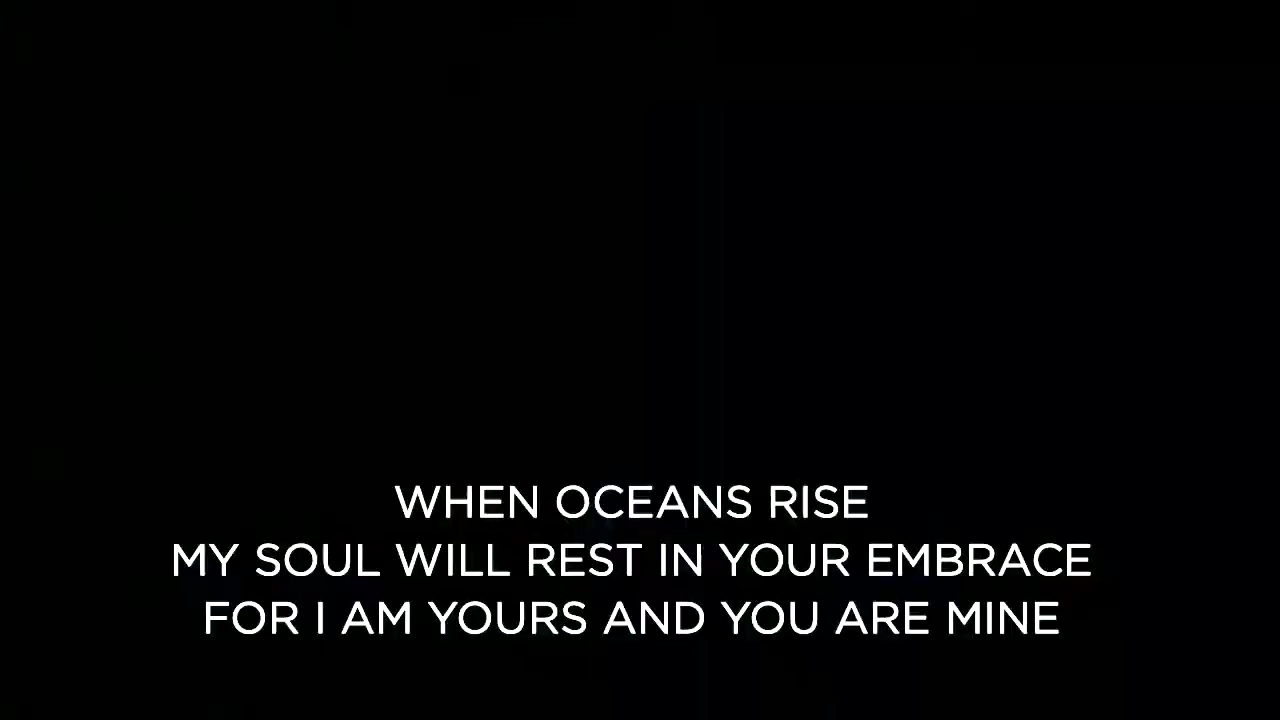 WHEN OCEANS RISE
MY SOUL WILL REST IN YOUR EMBRACE
FOR I AM YOURS AND YOU ARE MINE